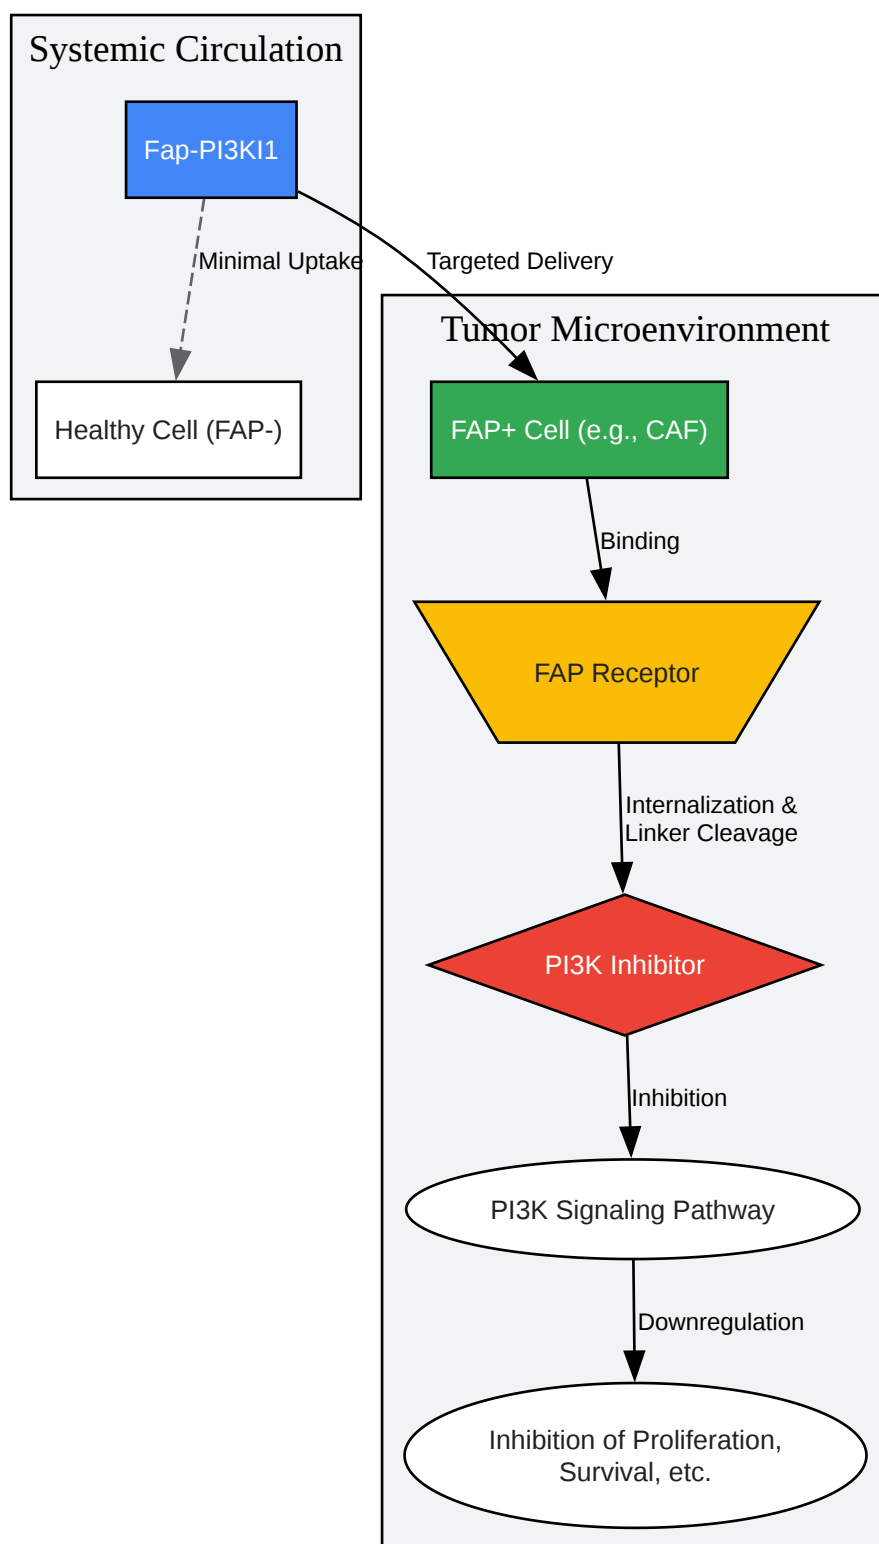 Systemic Circulation
Fap-PI3KI1
Minimal Uptake
Targeted Delivery
Healthy Cell (FAP-)
Tumor Microenvironment
FAP+ Cell (e.g., CAF)
Binding
FAP Receptor
Internalization &
Linker Cleavage
PI3K Inhibitor
Inhibition
PI3K Signaling Pathway
Downregulation
Inhibition of Proliferation,
Survival, etc.